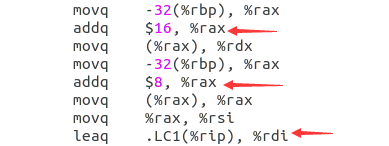 movq -32(%rbp), %rax
addq $16, %rax
movq (%rax), %rdx
movq -32(%rbp), %rax
addq $8, %rax
movq (%rax), %rax
movq %rax, %rsi
leaq .LC1(%rip), %rdi